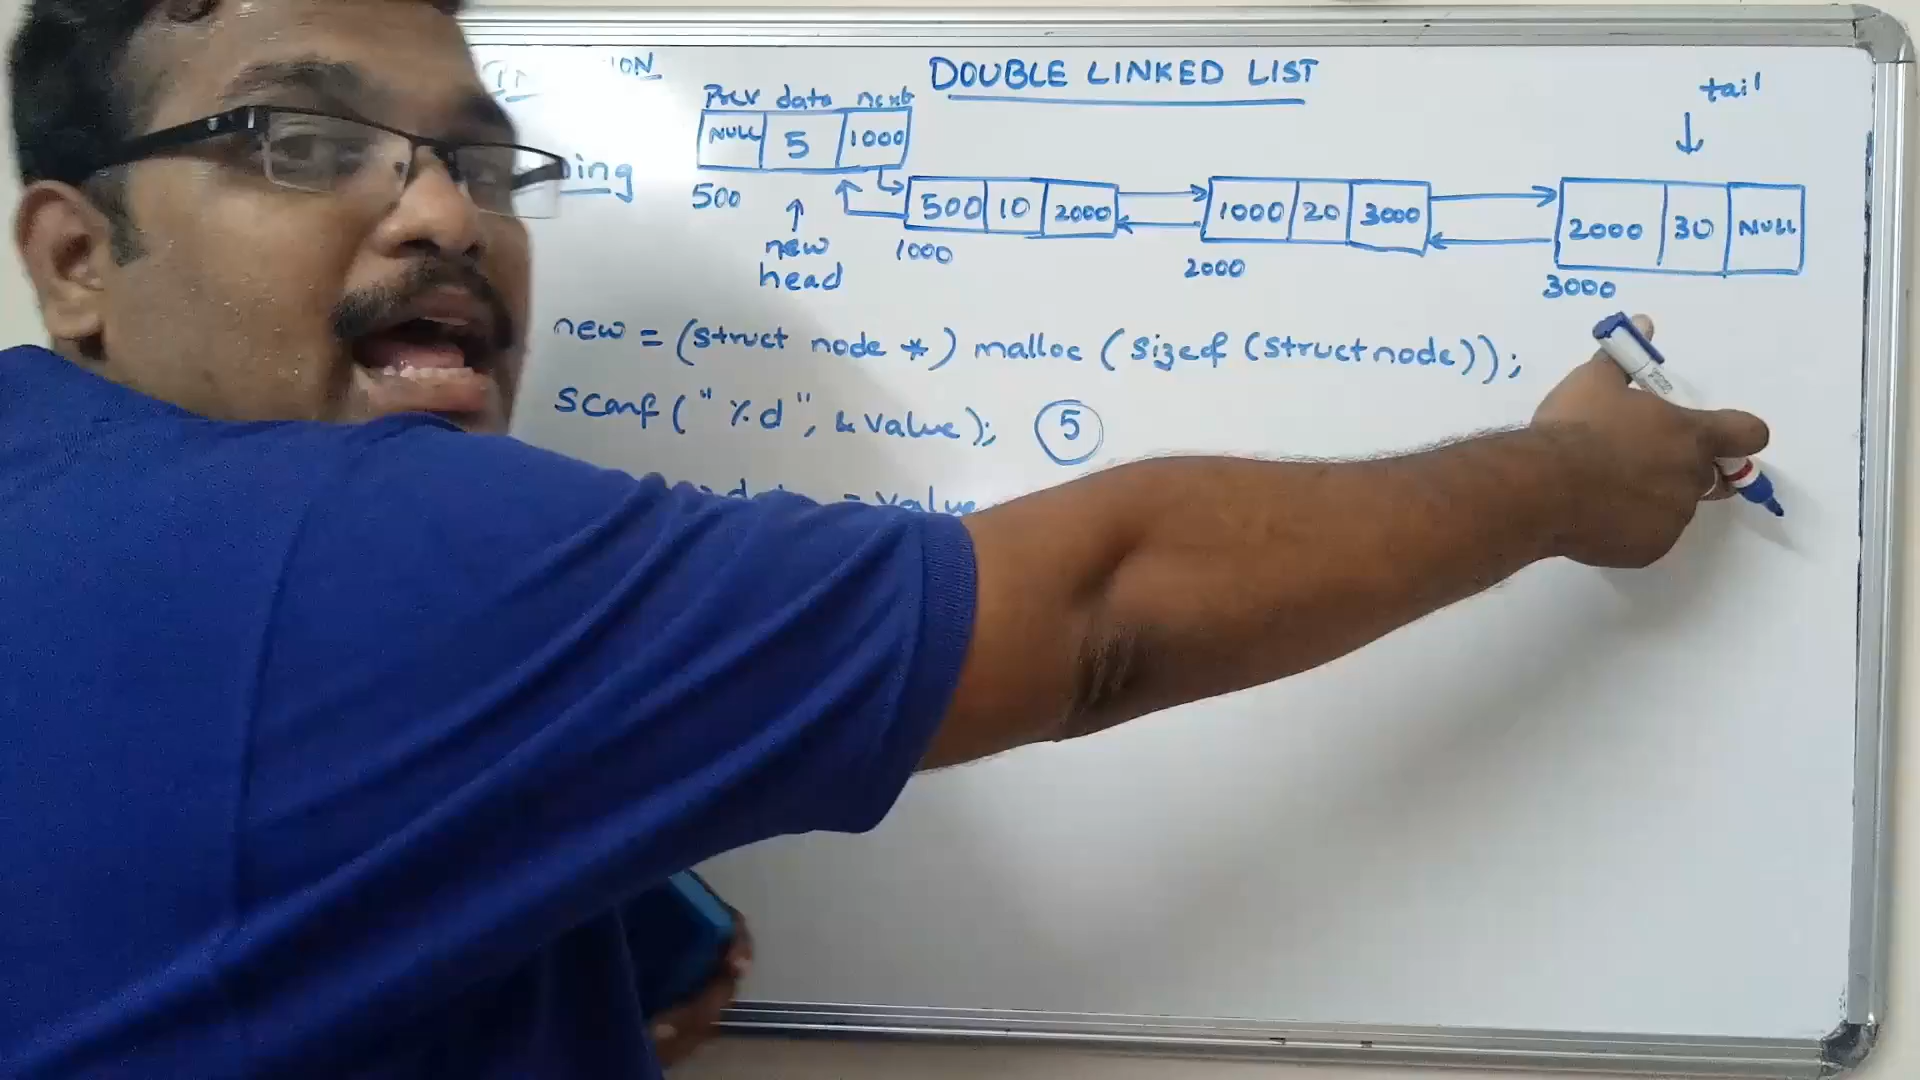 DOUBLE LINKED LIST
tail
Prev data next
NULL 5 1000
500
new
head
500 10 2000
1000
1000 20 3000
2000
2000 30 NULL
3000
new = (struct node *) malloc (sizeof (struct node));
scanf ("%d", &value); 5
= value